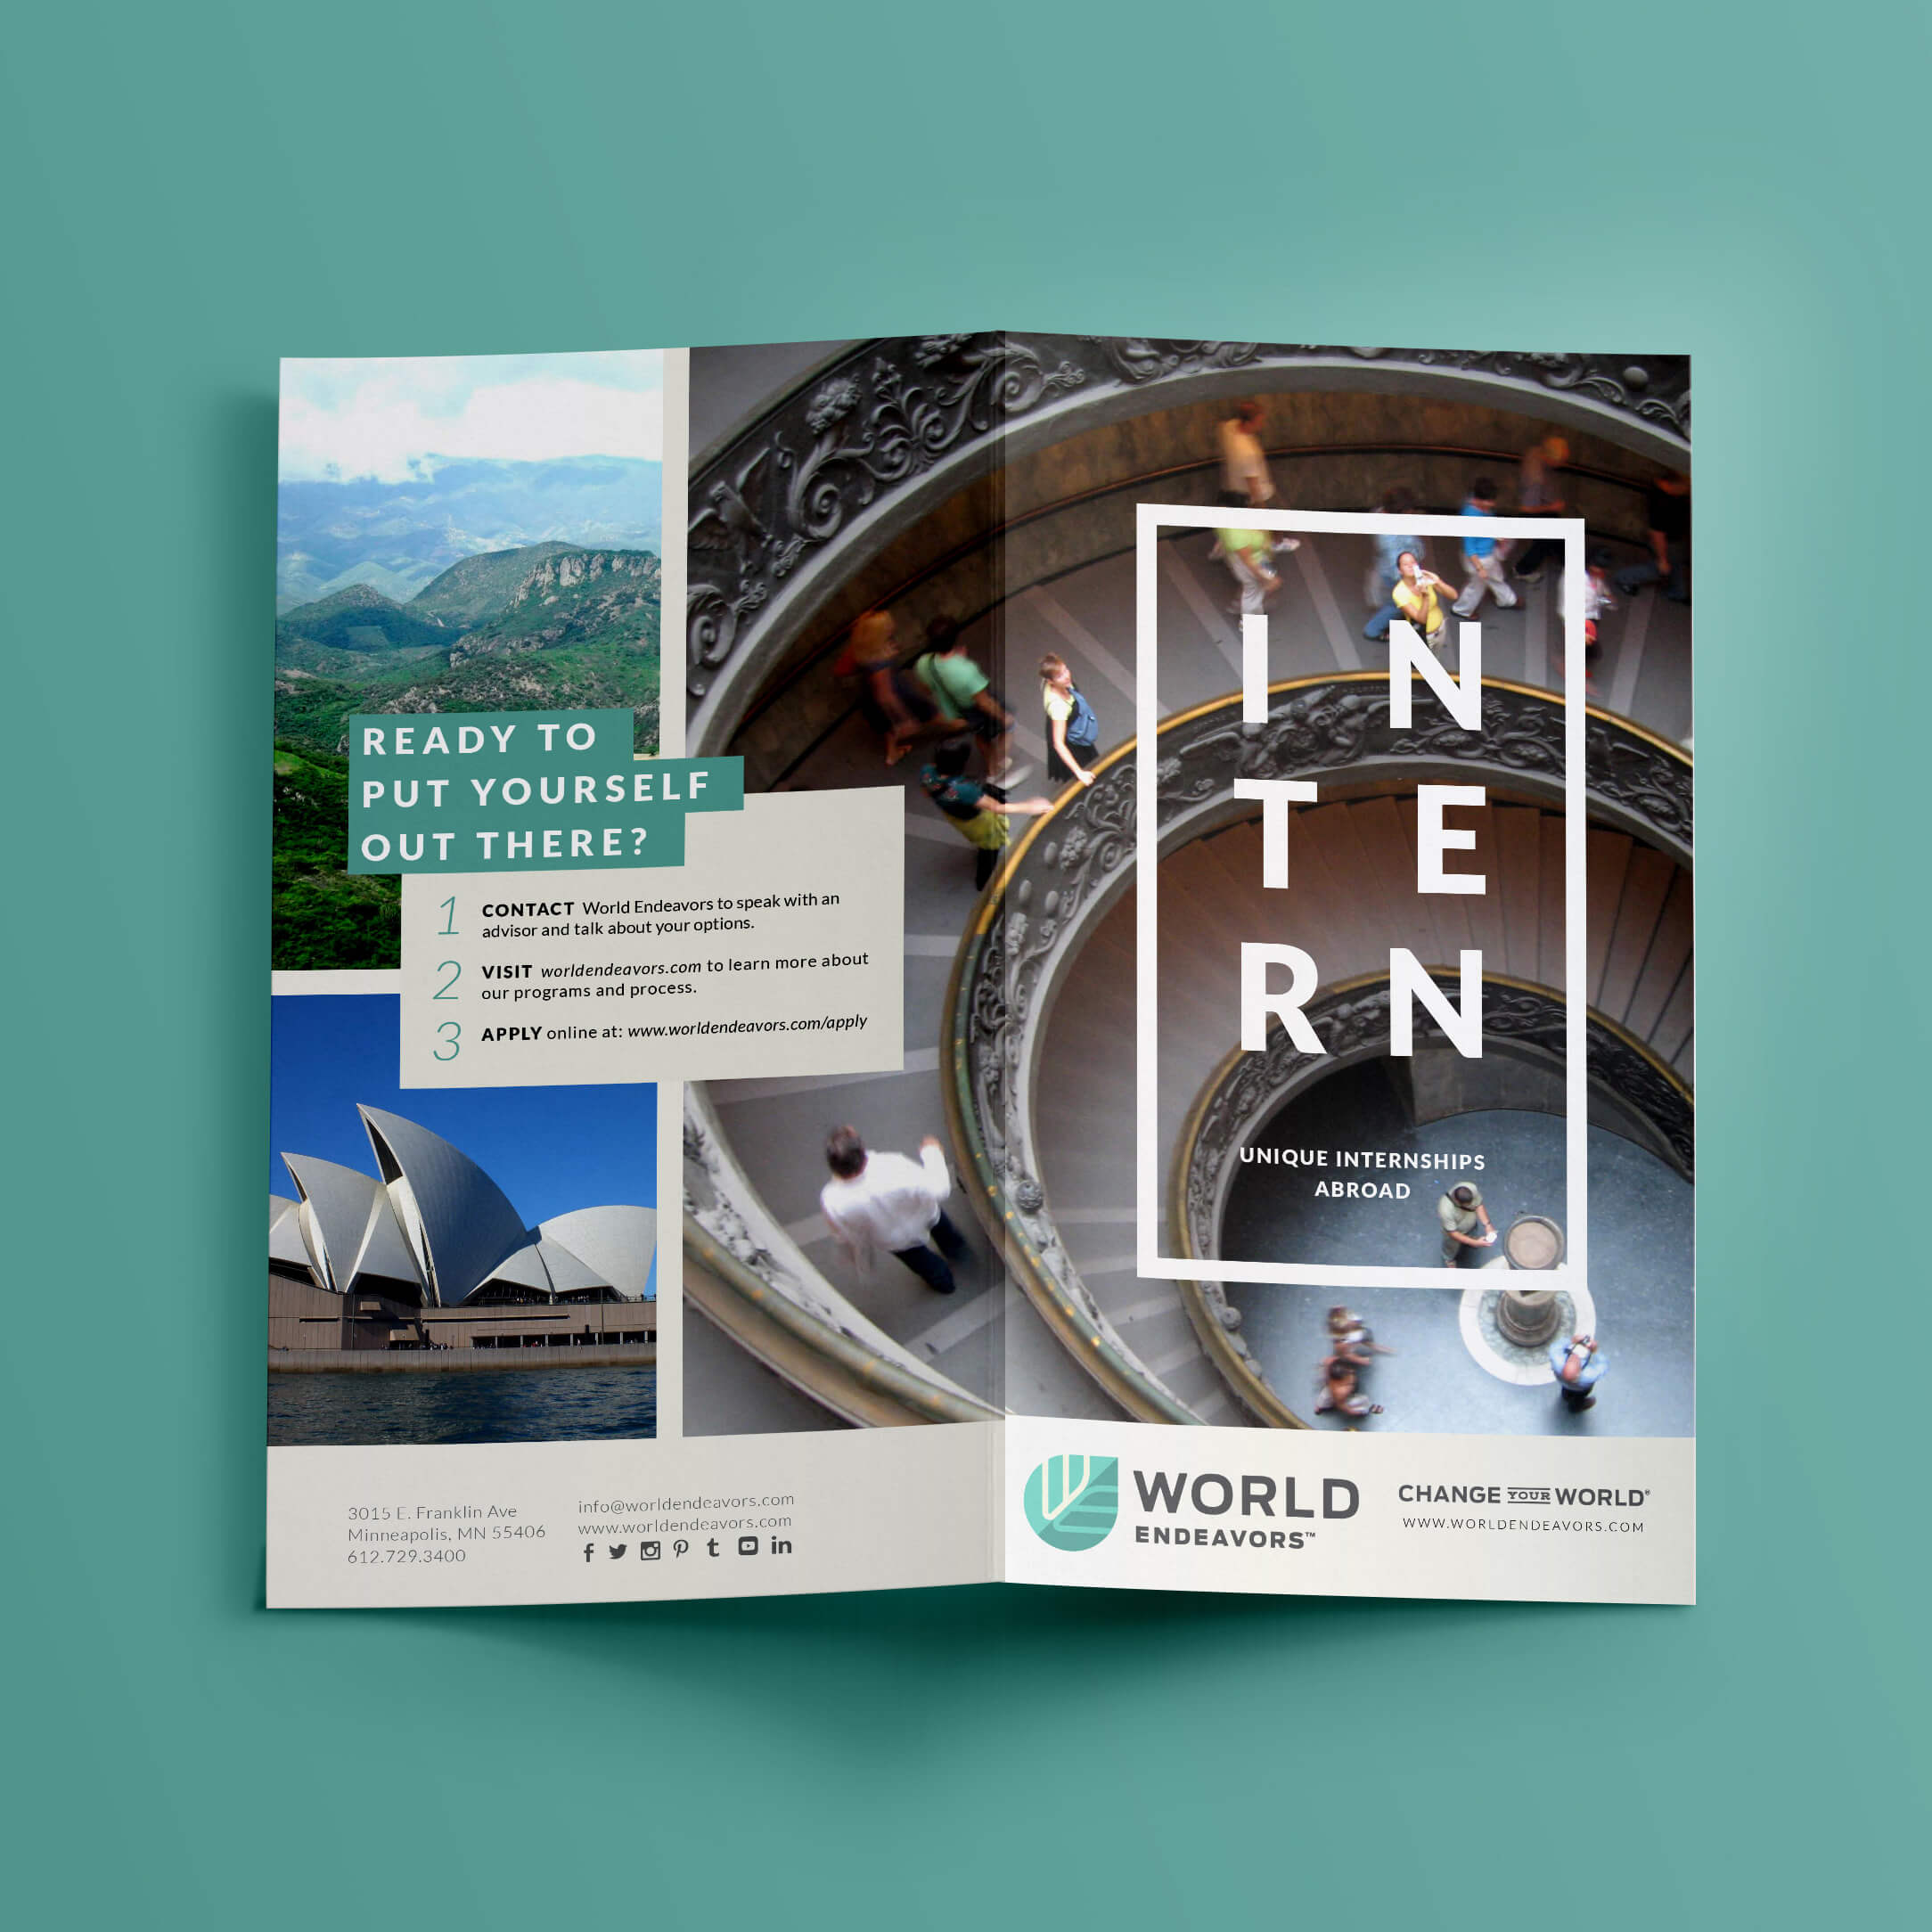 READY TO
PUT YOURSELF
OUT THERE?
1 CONTACT World Endeavors to speak with an
advisor and talk about your options.
2 VISIT worldendeavors.com to learn more about
our programs and process.
3 APPLY online at: www.worldendeavors.com/apply
3015 E. Franklin Ave
Minneapolis, MN 55406
612.729.3400
info@worldendeavors.com
www.worldendeavors.com
I N
T E
R N
UNIQUE INTERNSHIPS
ABROAD
WORLD
ENDEAVORS™
CHANGE YOUR WORLD®
WWW.WORLDENDEAVORS.COM